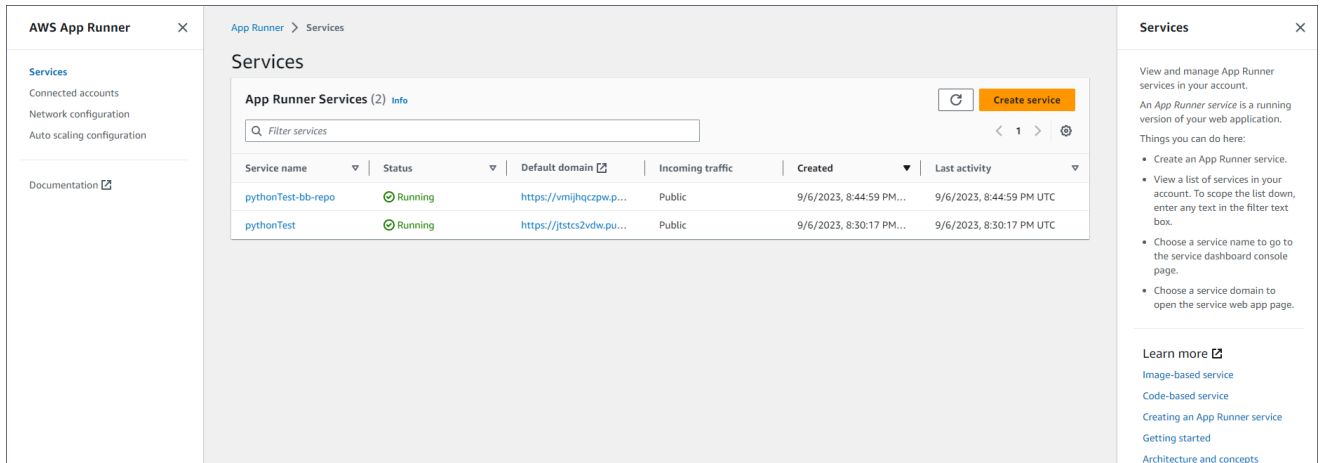 AWS App Runner
Services
Connected accounts
Network configuration
Auto scaling configuration
Documentation
App Runner > Services
Services
App Runner Services (2) Info
Create service
Filter services
1
Service name Status Default domain Incoming traffic Created Last activity
pythonTest-bb-repo Running https://vmijhqczpw.p... Public 9/6/2023, 8:44:59 PM... 9/6/2023, 8:44:59 PM UTC
pythonTest Running https://jtstcs2vdw.pu... Public 9/6/2023, 8:30:17 PM... 9/6/2023, 8:30:17 PM UTC
Services
View and manage App Runner
services in your account.
An App Runner service is a running
version of your web application.
Things you can do here:
• Create an App Runner service.
• View a list of services in your
account. To scope the list down,
enter any text in the filter text
box.
• Choose a service name to go to
the service dashboard console
page.
• Choose a service domain to
open the service web app page.
Learn more
Image-based service
Code-based service
Creating an App Runner service
Getting started
Architecture and concepts